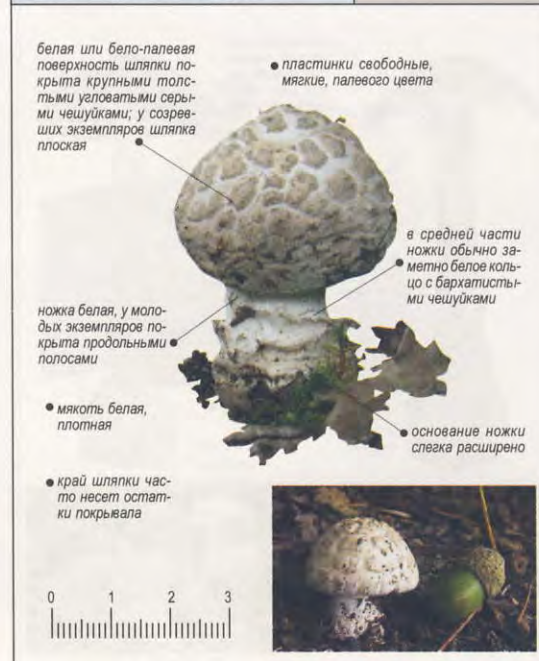 белая или бело-палевая
поверхность шляпки по-
крыта крупными толс-
тыми угловатыми серы-
ми чешуйками; у созрев-
ших экземпляров шляпка
плоская
• пластинки свободные,
мягкие, палевого цвета
в средней части
ножки обычно за-
метно белое коль-
цо с бархатисты-
ми чешуйками
ножка белая, у моло-
дых экземпляров по-
крыта продольными
полосами
• мякоть белая,
плотная
• основание ножки
слегка расширено
• край шляпки час-
то несет остат-
ки покрывала
0 1 2 3